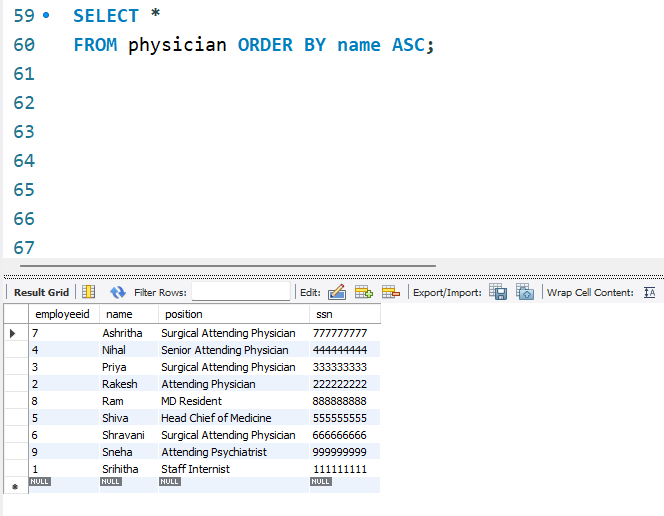 59 SELECT *
60 FROM physician ORDER BY name ASC;
61
62
63
64
65
66
67
Result Grid Filter Rows: Edit: Export/Import: Wrap Cell Content:
employeeid name position ssn
7 Ashritha Surgical Attending Physician 777777777
4 Nihal Senior Attending Physician 444444444
3 Priya Surgical Attending Physician 333333333
2 Rakesh Attending Physician 222222222
8 Ram MD Resident 888888888
5 Shiva Head Chief of Medicine 555555555
6 Shravani Surgical Attending Physician 666666666
9 Sneha Attending Psychiatrist 999999999
1 Srihitha Staff Internist 111111111
NULL NULL NULL NULL